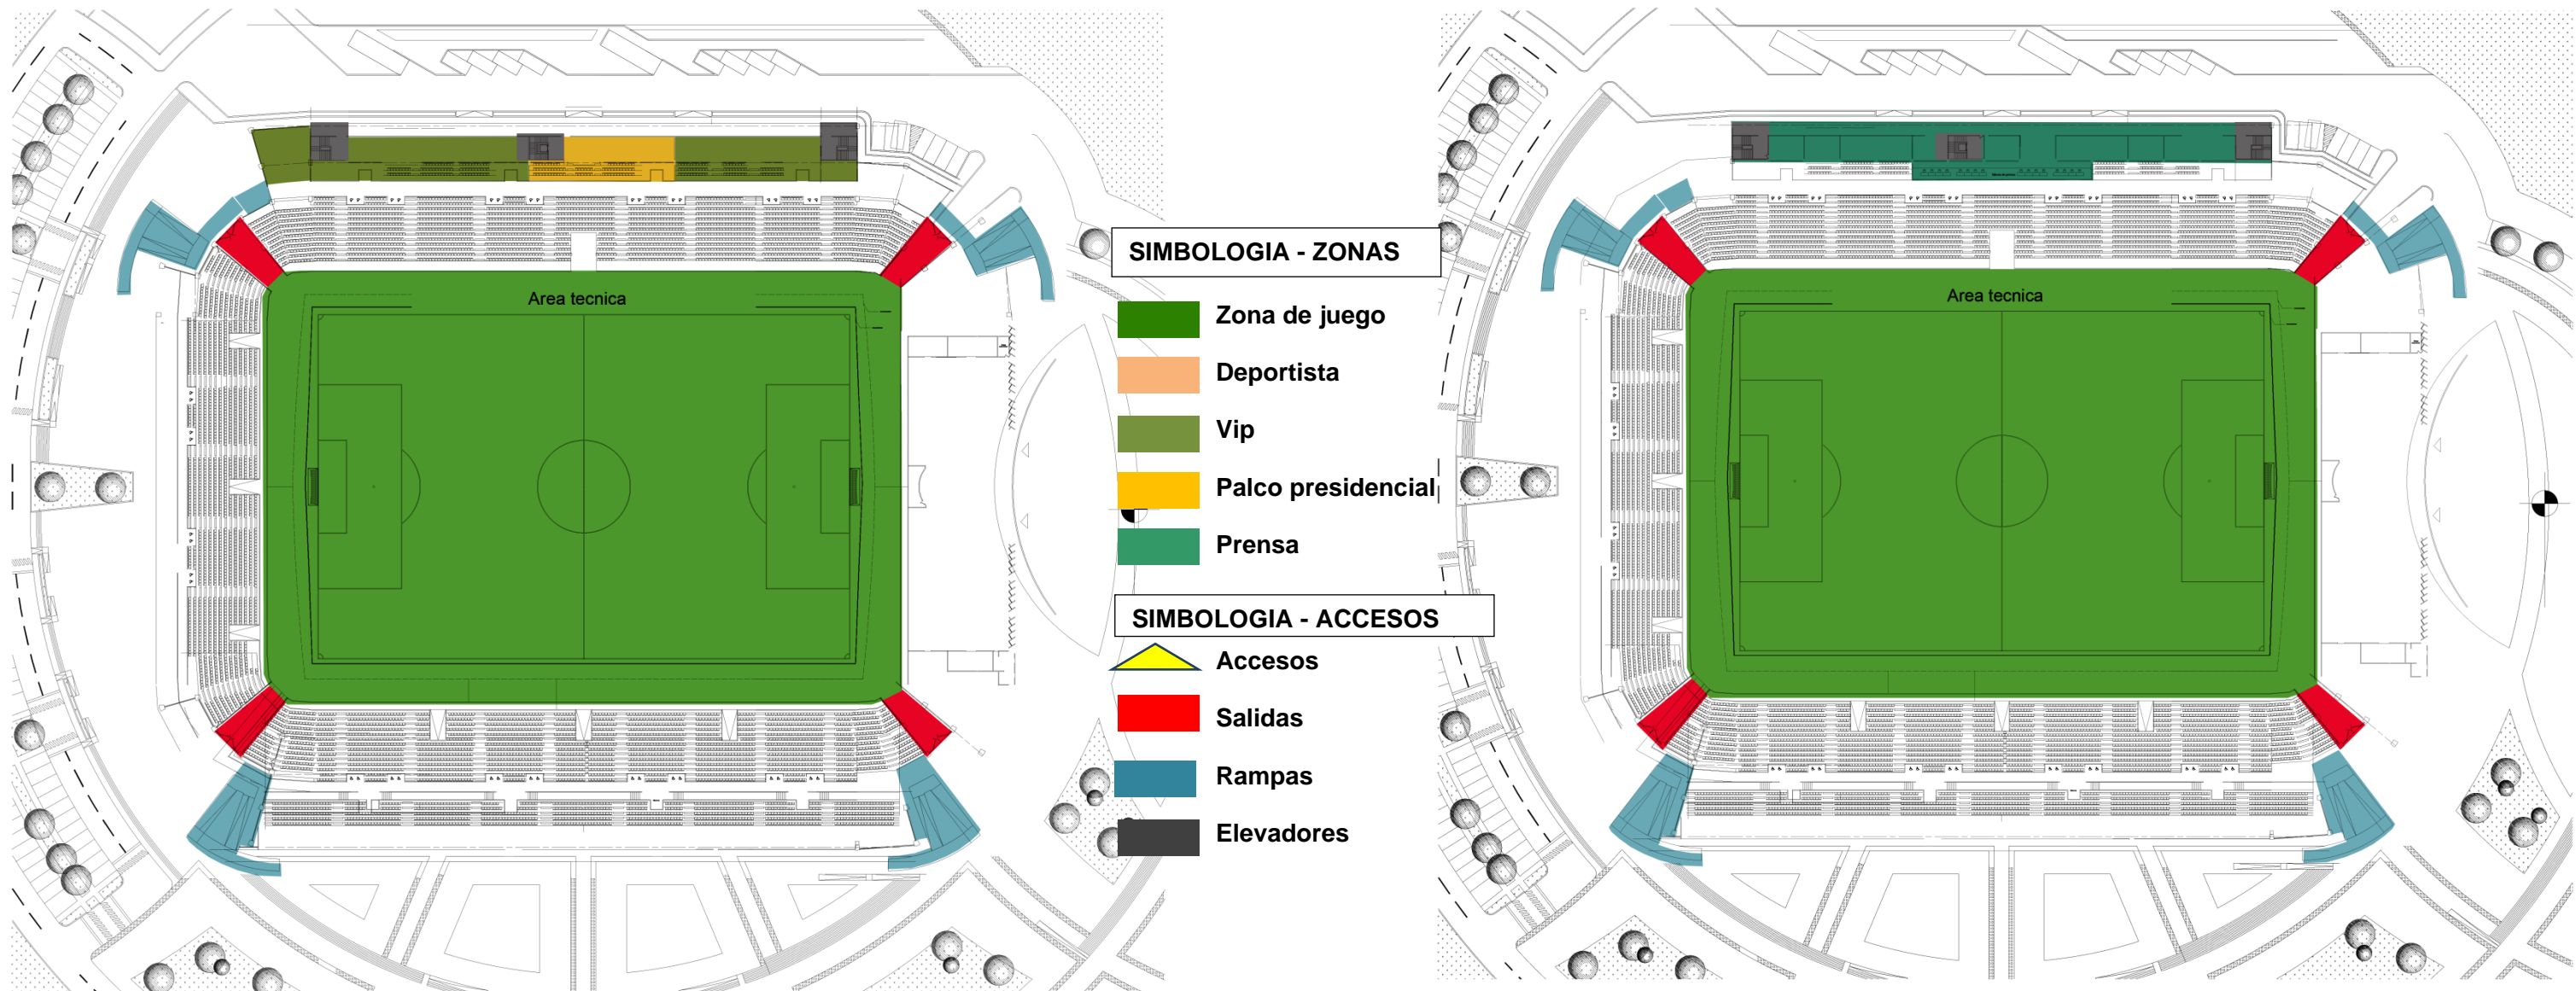 Area tecnica
SIMBOLOGIA - ZONAS
Zona de juego
Deportista
Vip
Palco presidencial
Prensa
SIMBOLOGIA - ACCESOS
Accesos
Salidas
Rampas
Elevadores
Area tecnica